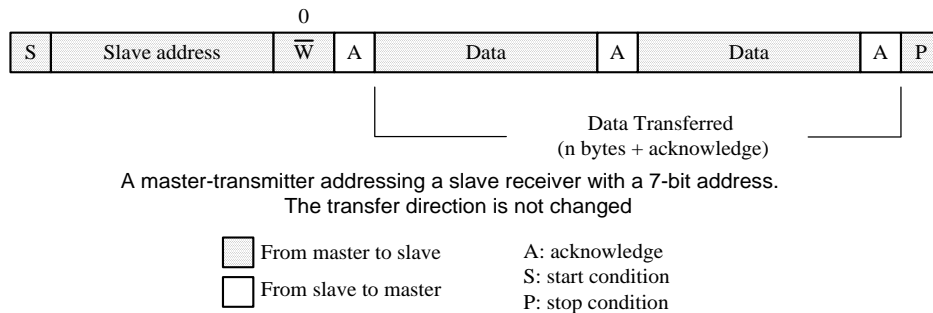 0
S Slave address W̅ A Data A Data A P
Data Transferred
(n bytes + acknowledge)
A master-transmitter addressing a slave receiver with a 7-bit address.
The transfer direction is not changed
From master to slave
From slave to master
A: acknowledge
S: start condition
P: stop condition